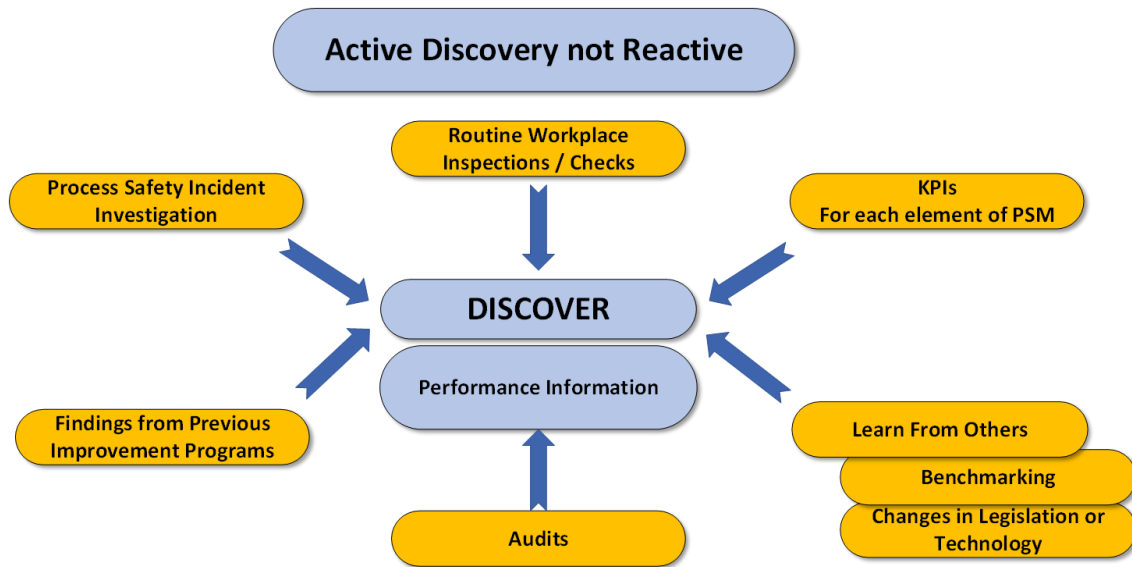 Active Discovery not Reactive
Routine Workplace
Inspections / Checks
Process Safety Incident
Investigation
KPIs
For each element of PSM
DISCOVER
Performance Information
Findings from Previous
Improvement Programs
Learn From Others
Benchmarking
Changes in Legislation or
Technology
Audits